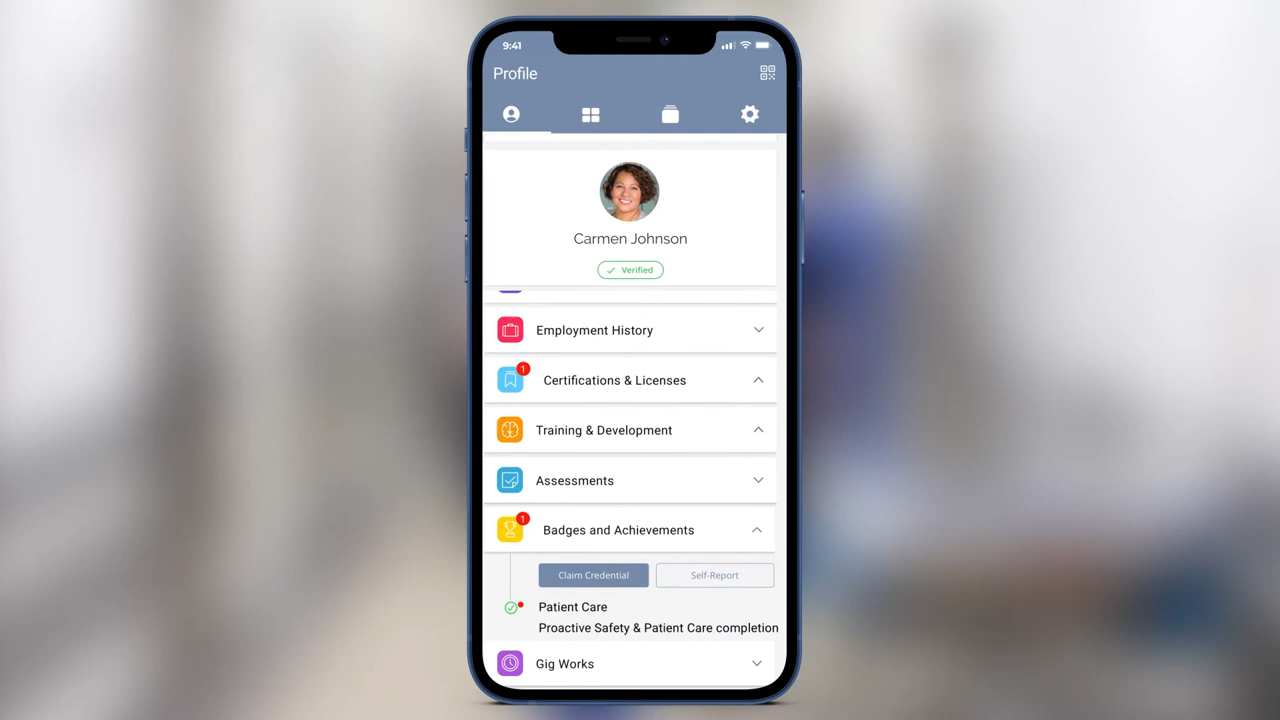 9:41
Profile
Carmen Johnson
Verified
Employment History
1
Certifications & Licenses
Training & Development
Assessments
1
Badges and Achievements
Claim Credential Self-Report
Patient Care
Proactive Safety & Patient Care completion
Gig Works